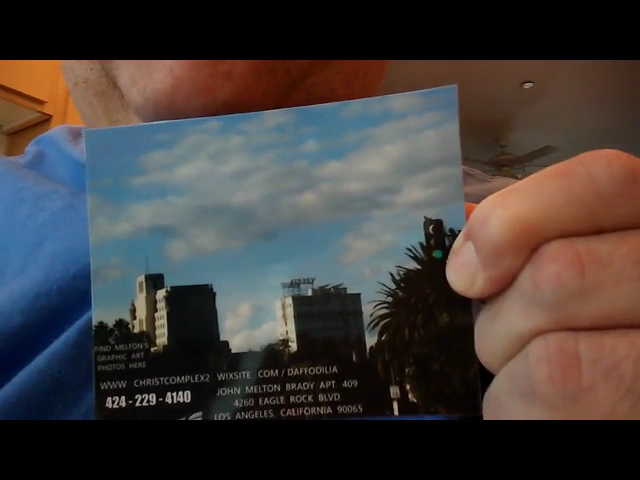 FIND MELTON'S
GRAPHIC ART
PHOTOS HERE
WWW CHRISTCOMPLEX2 WIXSITE COM / DAFFODILIA
424 - 229 - 4140
JOHN MELTON BRADY APT. 409
4260 EAGLE ROCK BLVD
LOS ANGELES, CALIFORNIA 90065